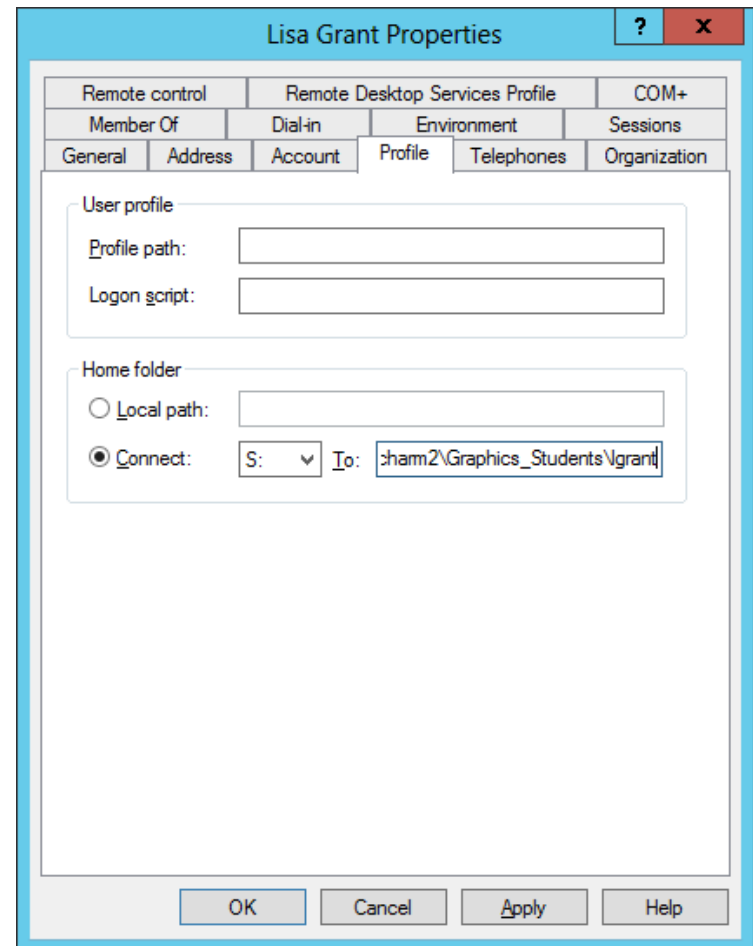 Lisa Grant Properties ? x
Remote control Remote Desktop Services Profile COM+
Member Of Dial-in Environment Sessions
General Address Account Profile Telephones Organization
User profile
Profile path:
Logon script:
Home folder
Local path:
Connect: S: To: charm2\Graphics_Students\lgrant
OK Cancel Apply Help